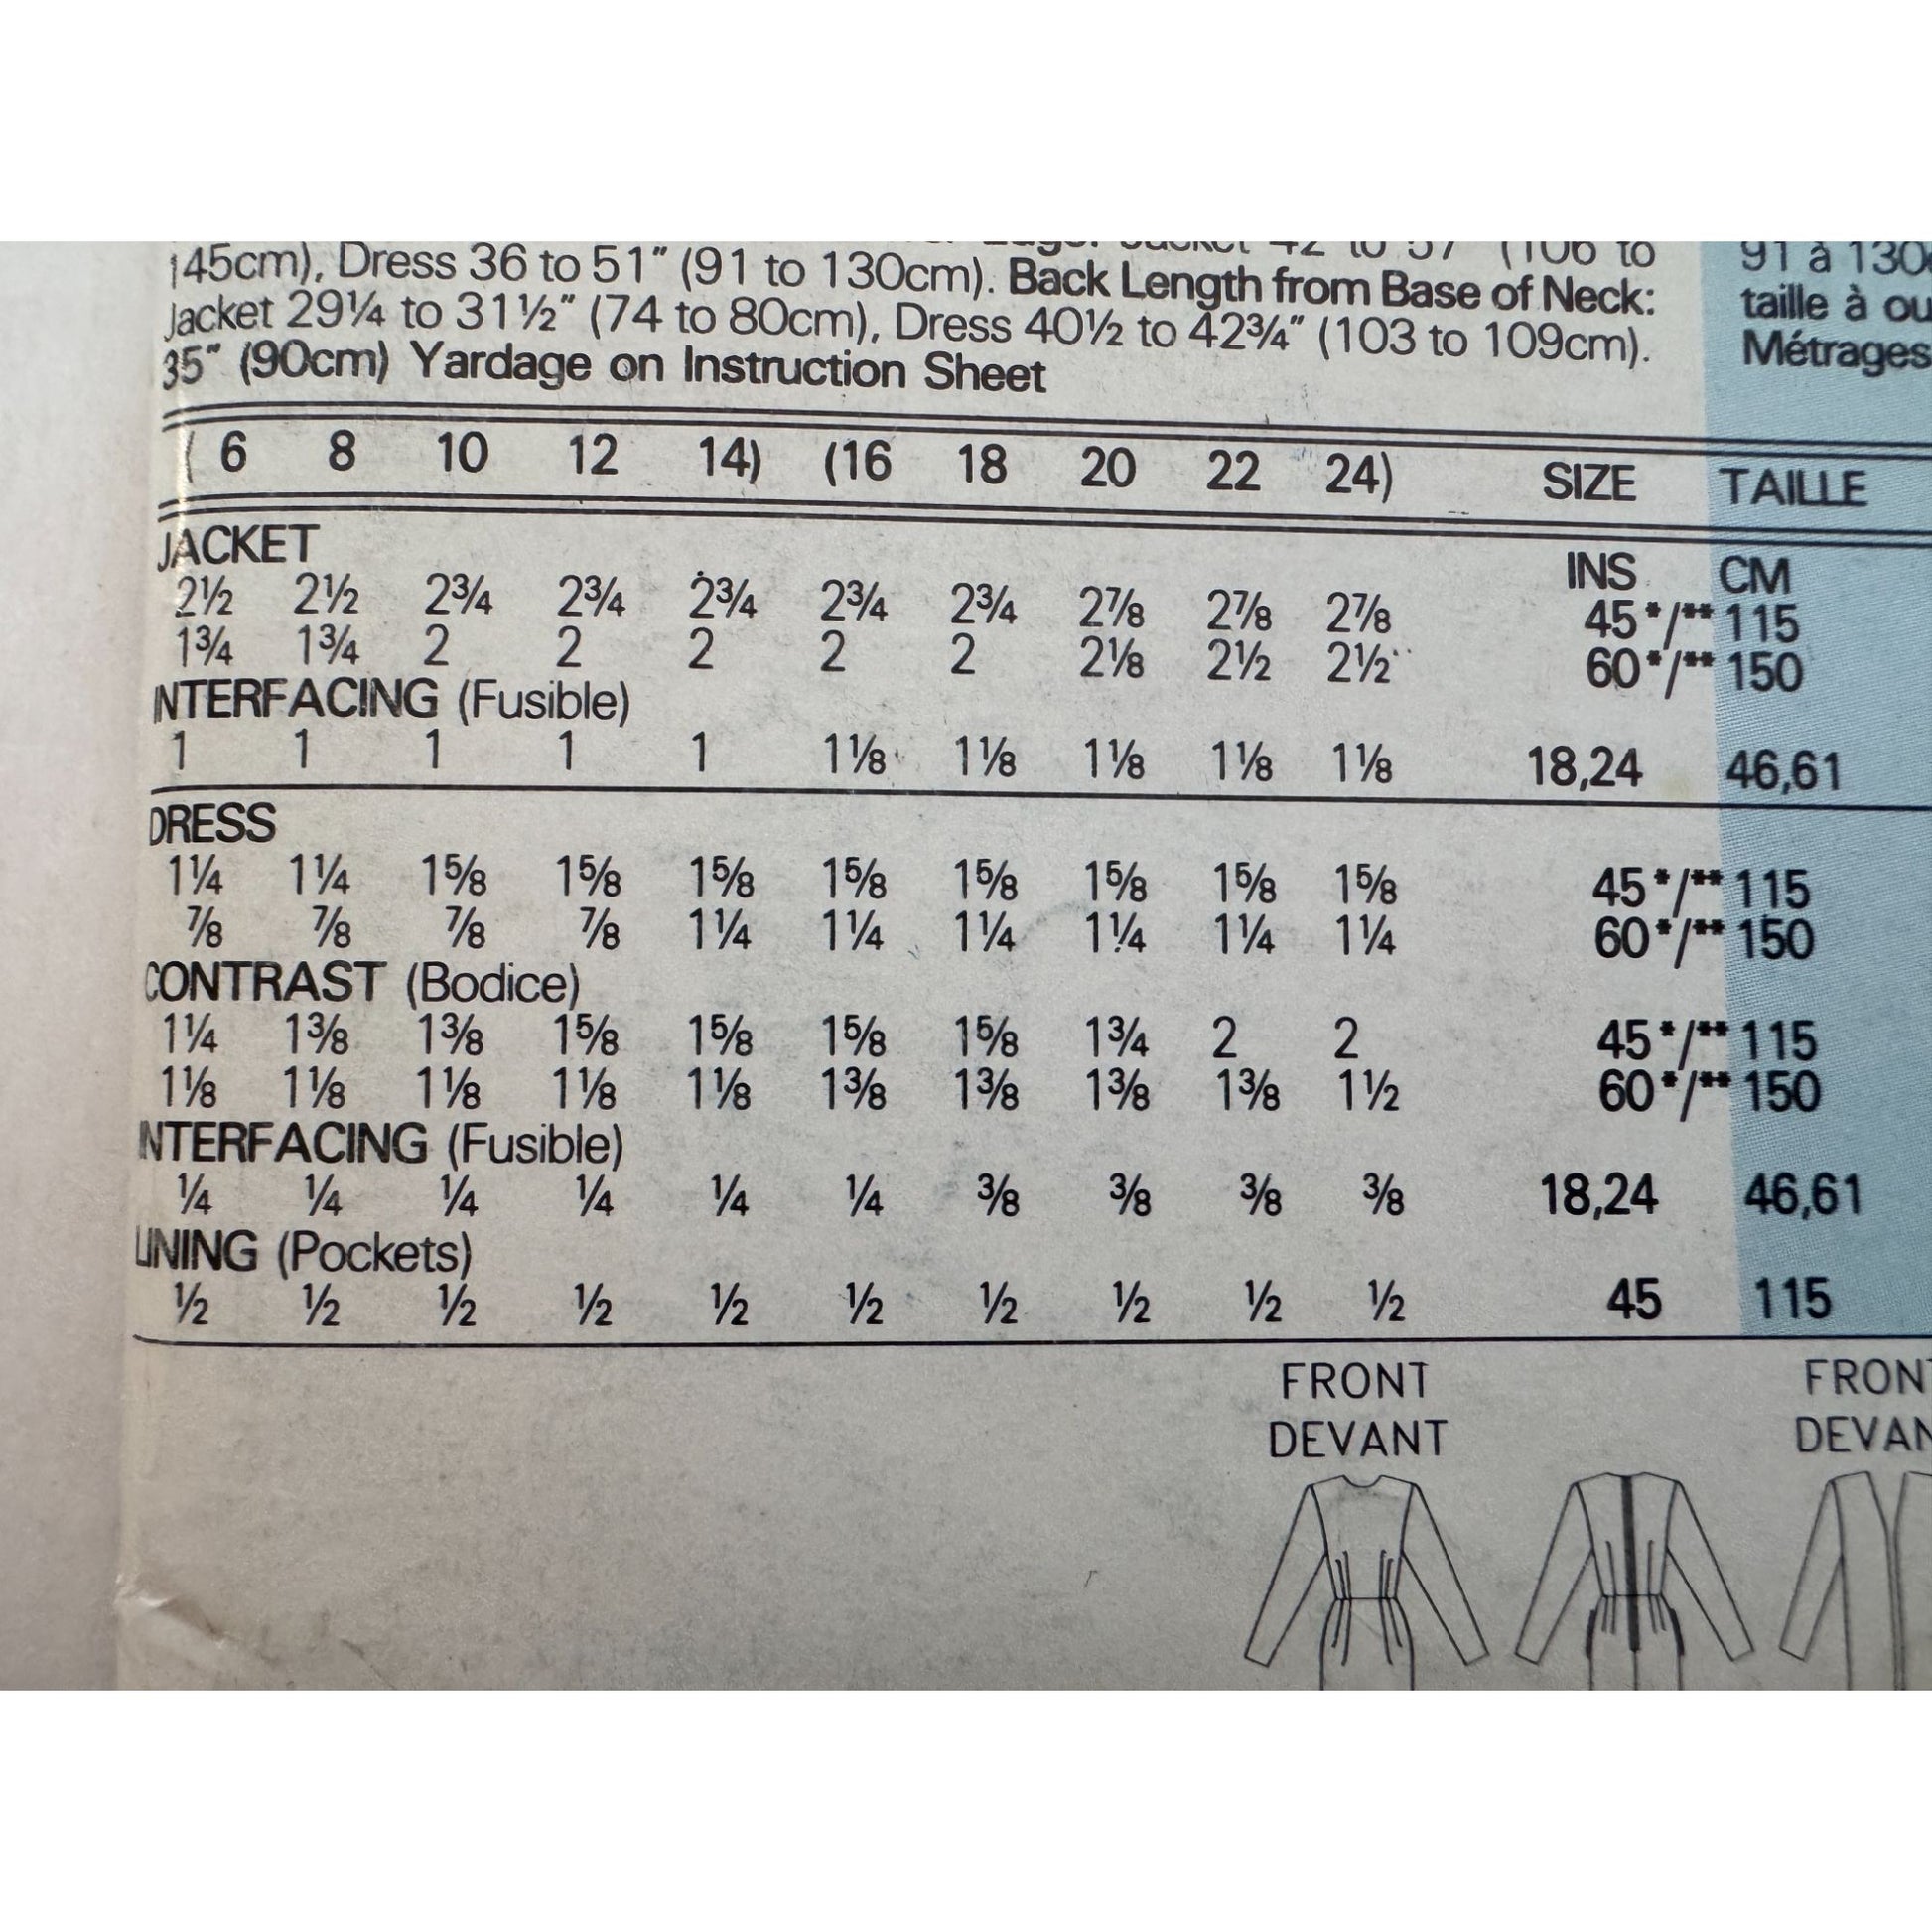 145cm), Dress 36 to 51" (91 to 130cm). Back Length from Base of Neck:
Jacket 29¼ to 31½" (74 to 80cm), Dress 40½ to 42¾" (103 to 109cm).
35" (90cm) Yardage on Instruction Sheet
91 à 130
taille à ou
Métrages
( 6 8 10 12 14) (16 18 20 22 24) SIZE TAILLE
JACKET INS CM
2½ 2½ 2¾ 2¾ 2¾ 2¾ 2¾ 2⅞ 2⅞ 2⅞ 45*/** 115
1¾ 1¾ 2 2 2 2 2 2⅛ 2½ 2½ 60*/** 150
INTERFACING (Fusible)
1 1 1 1 1 1⅛ 1⅛ 1⅛ 1⅛ 1⅛ 18,24 46,61
DRESS
1¼ 1¼ 1⅝ 1⅝ 1⅝ 1⅝ 1⅝ 1⅝ 1⅝ 1⅝ 45*/** 115
⅞ ⅞ ⅞ ⅞ 1¼ 1¼ 1¼ 1¼ 1¼ 1¼ 60*/** 150
CONTRAST (Bodice)
1¼ 1⅜ 1⅜ 1⅝ 1⅝ 1⅝ 1⅝ 1¾ 2 2 45*/** 115
1⅛ 1⅛ 1⅛ 1⅛ 1⅛ 1⅜ 1⅜ 1⅜ 1⅜ 1½ 60*/** 150
INTERFACING (Fusible)
¼ ¼ ¼ ¼ ¼ ¼ ⅜ ⅜ ⅜ ⅜ 18,24 46,61
LINING (Pockets)
½ ½ ½ ½ ½ ½ ½ ½ ½ ½ 45 115
FRONT
DEVANT
FRONT
DEVAN